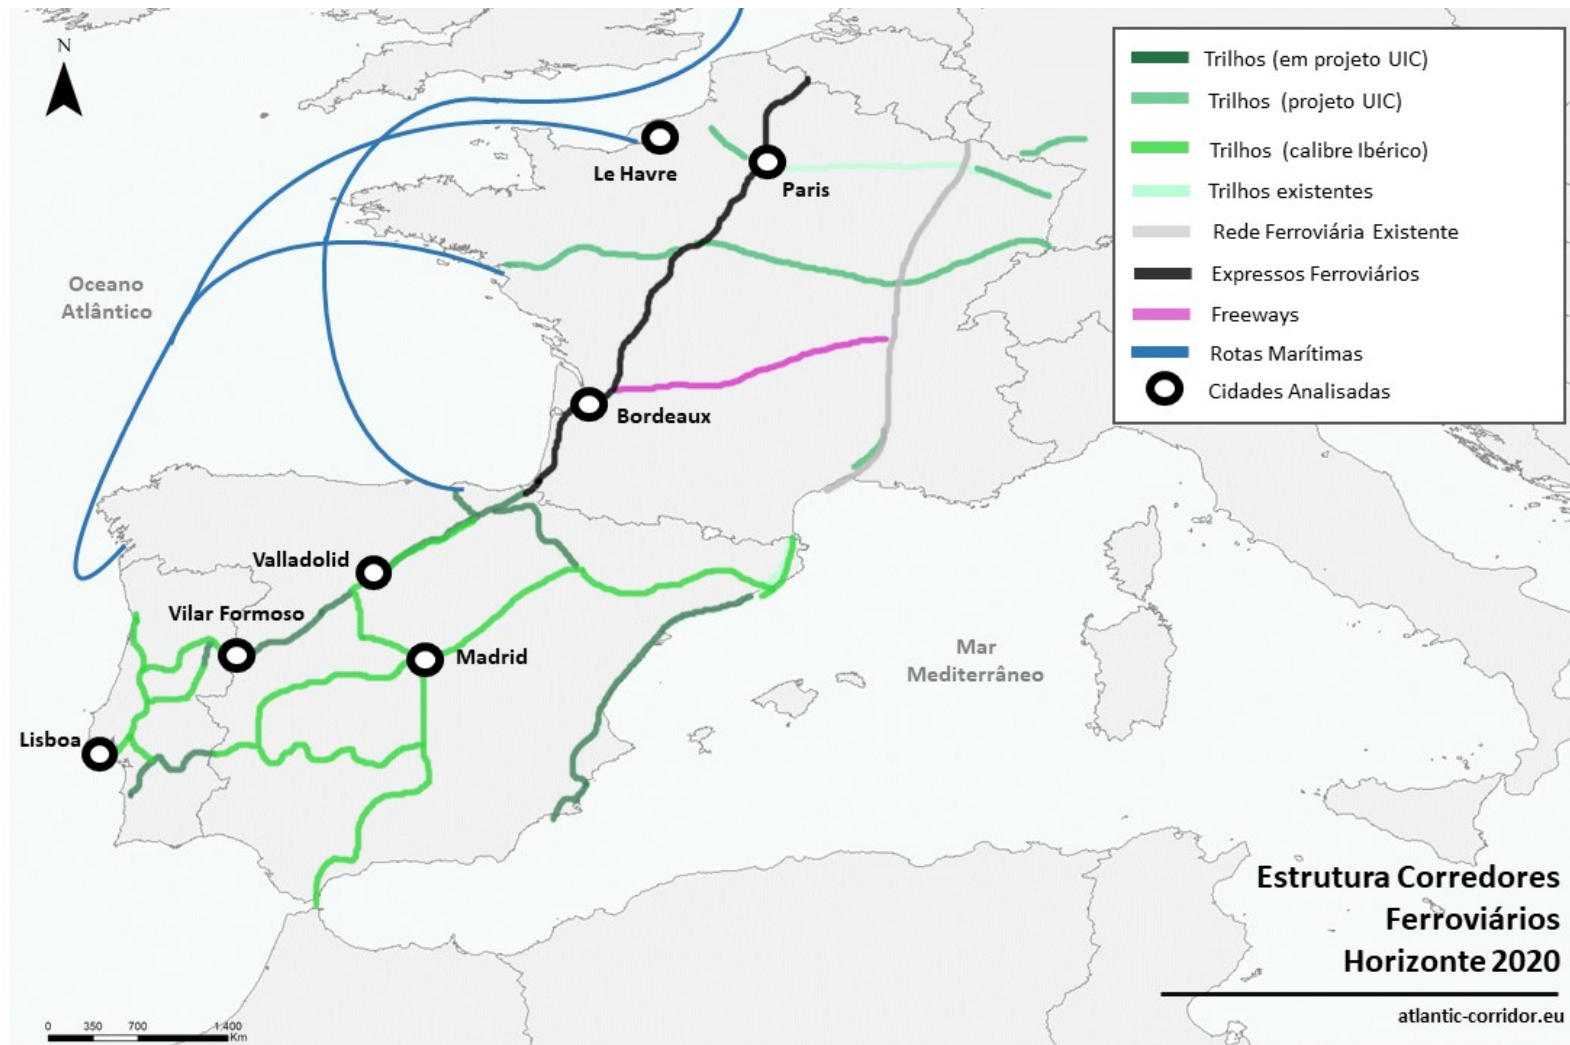 N
Trilhos (em projeto UIC)
Trilhos (projeto UIC)
Trilhos (calibre Ibérico)
Trilhos existentes
Rede Ferroviária Existente
Expressos Ferroviários
Freeways
Rotas Marítimas
Cidades Analisadas
Le Havre
Paris
Oceano
Atlântico
Bordeaux
Valladolid
Vilar Formoso
Madrid
Mar
Mediterrâneo
Lisboa
Estrutura Corredores
Ferroviários
Horizonte 2020
atlantic-corridor.eu
0 350 700 1.400
Km